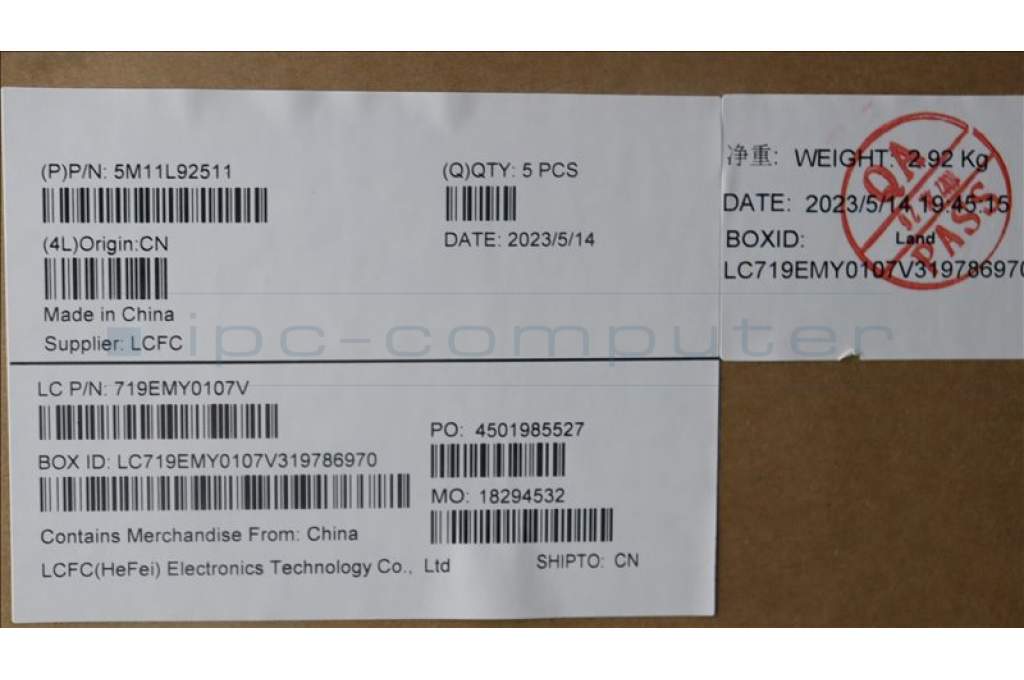 (P)P/N: 5M11L92511
(Q)QTY: 5 PCS
(4L)Origin:CN
DATE: 2023/5/14
Made in China
Supplier: LCFC
LC P/N: 719EMY0107V
PO: 4501985527
BOX ID: LC719EMY0107V319786970
MO: 18294532
Contains Merchandise From: China
LCFC(HeFei) Electronics Technology Co., Ltd
SHIPTO: CN
净重: WEIGHT: 2.92 Kg
DATE: 2023/5/14 19:45:15
BOXID: Land
LC719EMY0107V319786970
QA
PASS
ipc-computer